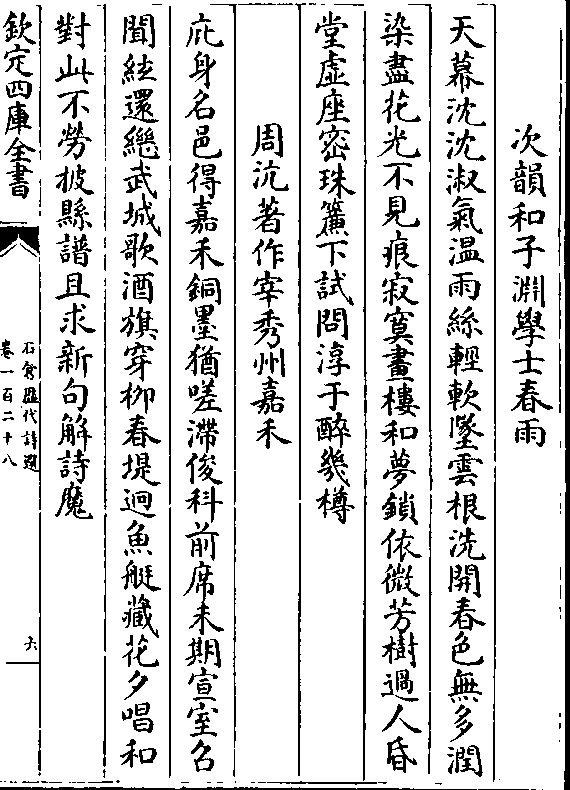 次韻和子淵學士春雨
天幕沈沈淑氣温雨絲輕軟墜雲根洗開春色無多潤
染盡花光不見痕寂寞畫樓和夢鎖依微芳樹過人昏
堂虛座密珠簾下試問淳于醉幾樽
周沆著作宰秀州嘉禾
庇身名邑得嘉禾銅墨猶嗟滯俊科前席未期宣室召
聞絃還繼武城歌酒旗穿栁春堤迥魚艇藏花夕唱和
對此不勞披縣譜且求新句解詩魔
欽定四庫全書
石倉歷代詩選
卷一百二十八
六